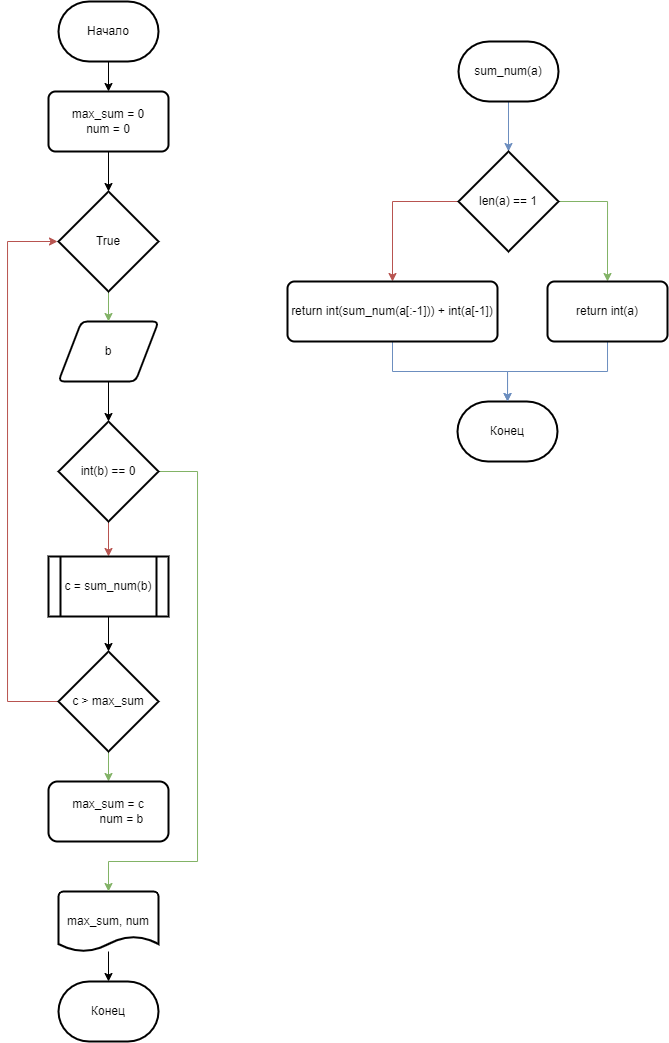 Начало
max_sum = 0
num = 0
True
b
int(b) == 0
c = sum_num(b)
c > max_sum
max_sum = c
num = b
max_sum, num
Конец
sum_num(a)
len(a) == 1
return int(sum_num(a[:-1])) + int(a[-1])
return int(a)
Конец